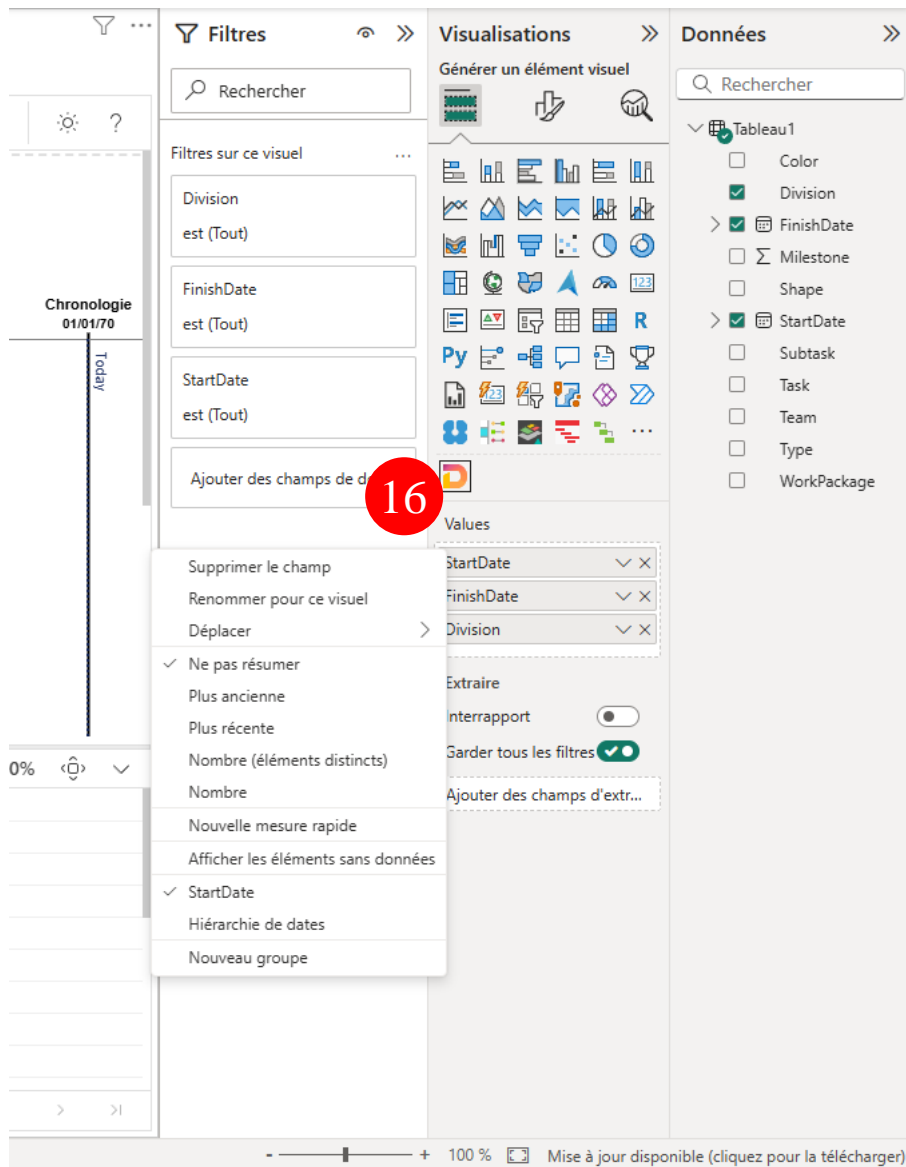 Chronologie
01/01/70
Today
0%
Filtres
Rechercher
Filtres sur ce visuel
Division
est (Tout)
FinishDate
est (Tout)
StartDate
est (Tout)
Ajouter des champs de d
16
Supprimer le champ
Renommer pour ce visuel
Déplacer
Ne pas résumer
Plus ancienne
Plus récente
Nombre (éléments distincts)
Nombre
Nouvelle mesure rapide
Afficher les éléments sans données
StartDate
Hiérarchie de dates
Nouveau groupe
Visualisations
Générer un élément visuel
123
R
Py
123
Values
StartDate
FinishDate
Division
Extraire
Interrapport
Garder tous les filtres
Ajouter des champs d'extr...
Données
Rechercher
Tableau1
Color
Division
FinishDate
Σ Milestone
Shape
StartDate
Subtask
Task
Team
Type
WorkPackage
- + 100 % Mise à jour disponible (cliquez pour la télécharger)